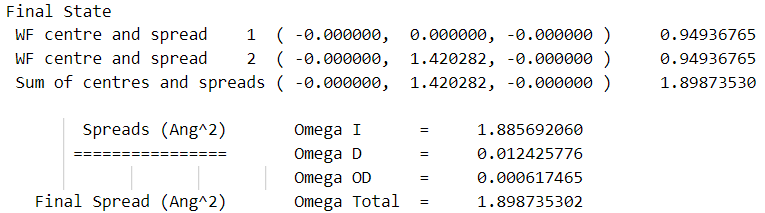 Final State
WF centre and spread    1  ( -0.000000,  0.000000, -0.000000 )     0.94936765
WF centre and spread    2  ( -0.000000,  1.420282, -0.000000 )     0.94936765
Sum of centres and spreads ( -0.000000,  1.420282, -0.000000 )     1.89873530
Spreads (Ang^2)       Omega I      =     1.885692060
================       Omega D      =     0.012425776
Omega OD     =     0.000617465
Final Spread (Ang^2)       Omega Total  =     1.898735302